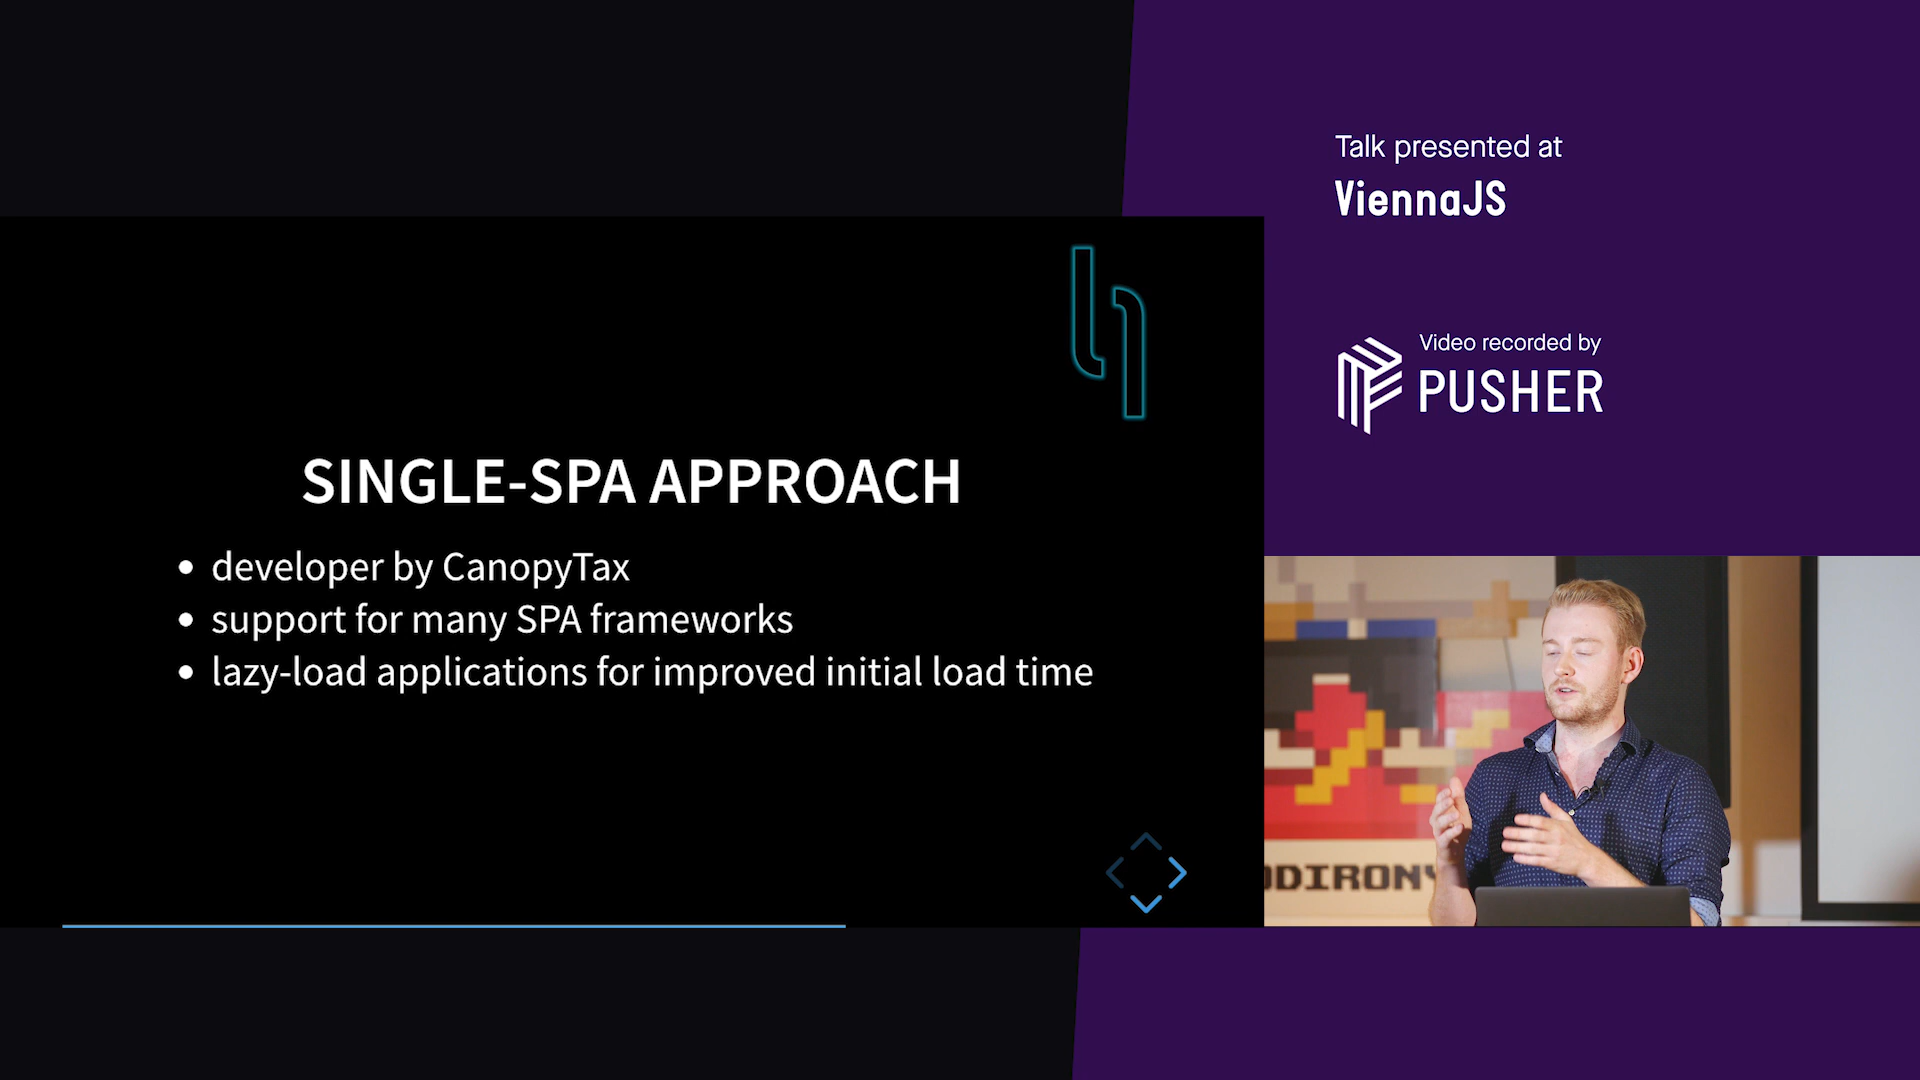 SINGLE-SPA APPROACH
developer by CanopyTax
support for many SPA frameworks
lazy-load applications for improved initial load time
Talk presented at
ViennaJS
Video recorded by
PUSHER